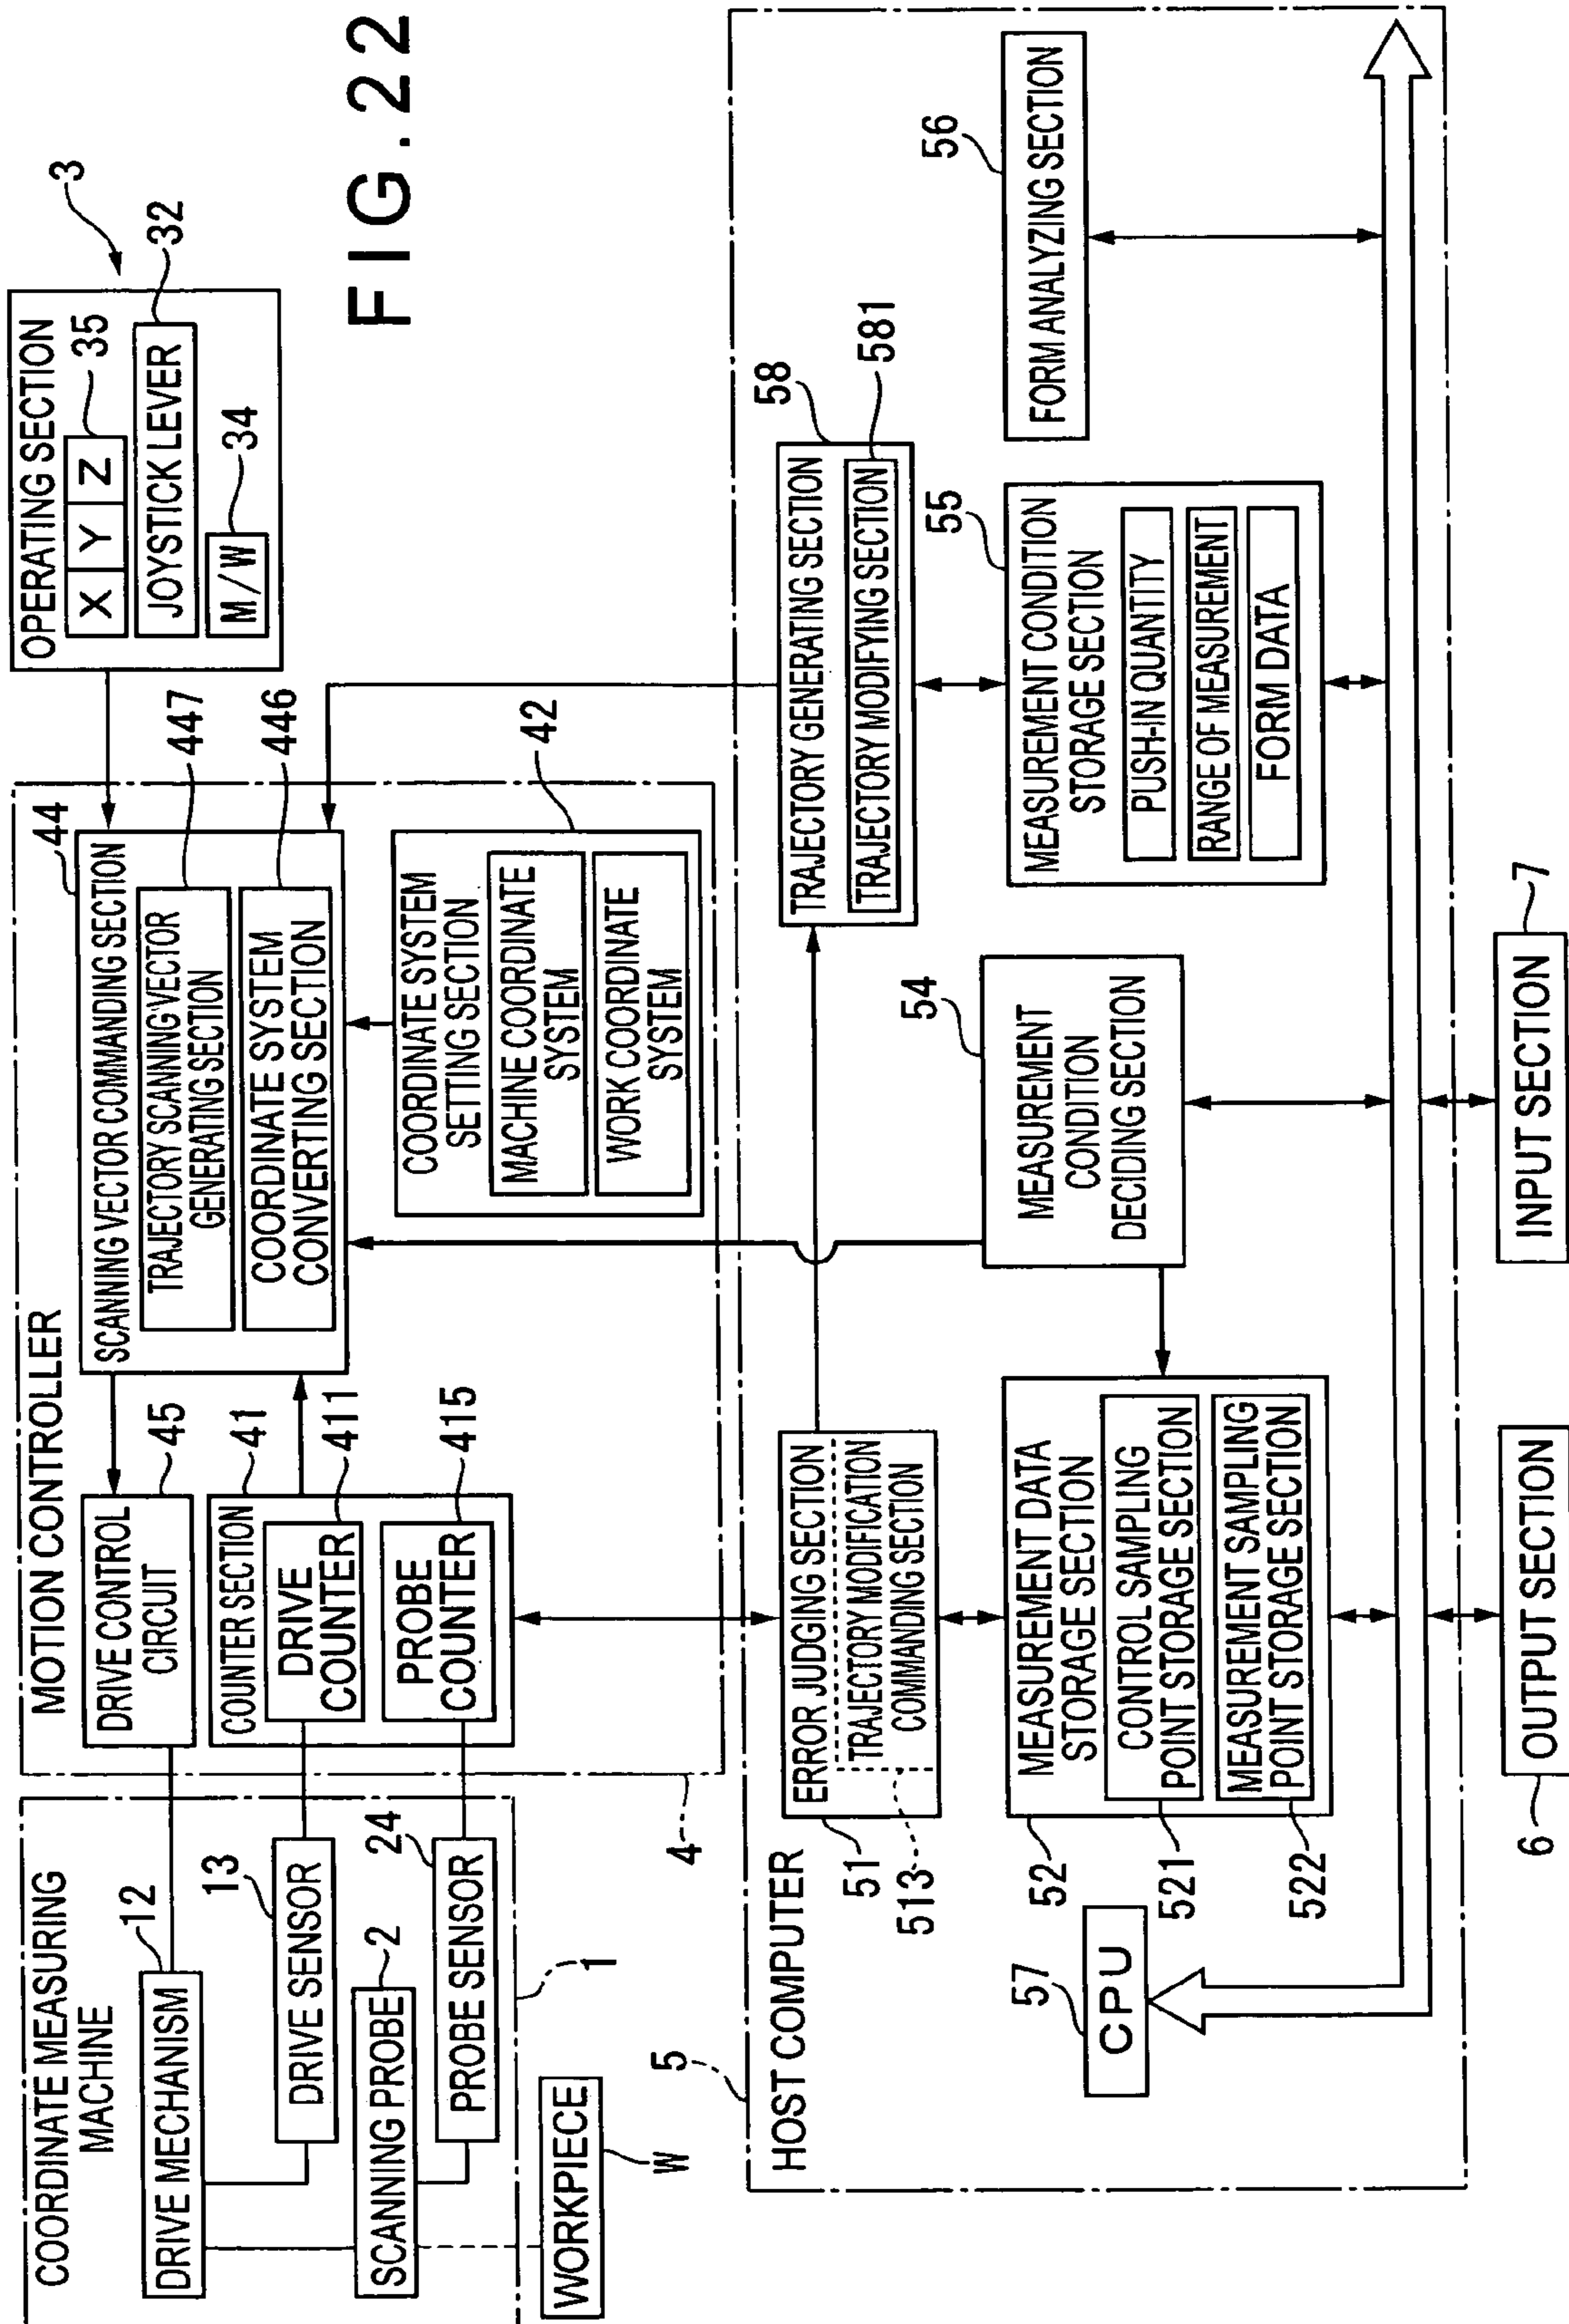 FIG.22
COORDINATE MEASURING
MACHINE
12
DRIVE MECHANISM
13
DRIVE SENSOR
2
SCANNING PROBE
24
PROBE SENSOR
1
WORKPIECE
W
MOTION CONTROLLER
DRIVE CONTROL
CIRCUIT
45
COUNTER SECTION
41
DRIVE
COUNTER
411
PROBE
COUNTER
415
4
44
SCANNING VECTOR COMMANDING SECTION
TRAJECTORY SCANNING VECTOR
GENERATING SECTION
447
COORDINATE SYSTEM
CONVERTING SECTION
446
COORDINATE SYSTEM
SETTING SECTION
42
MACHINE COORDINATE
SYSTEM
WORK COORDINATE
SYSTEM
OPERATING SECTION
3
X Y Z
35
JOYSTICK LEVER
32
M/W
34
HOST COMPUTER
5
ERROR JUDGING SECTION
TRAJECTORY MODIFICATION
COMMANDING SECTION
51
513
MEASUREMENT DATA
STORAGE SECTION
CONTROL SAMPLING
POINT STORAGE SECTION
MEASUREMENT SAMPLING
POINT STORAGE SECTION
52
521
522
57
CPU
54
MEASUREMENT
CONDITION
DECIDING SECTION
58
TRAJECTORY GENERATING SECTION
TRAJECTORY MODIFYING SECTION
581
55
MEASUREMENT CONDITION
STORAGE SECTION
PUSH-IN QUANTITY
RANGE OF MEASUREMENT
FORM DATA
56
FORM ANALYZING SECTION
6
OUTPUT SECTION
INPUT SECTION
7